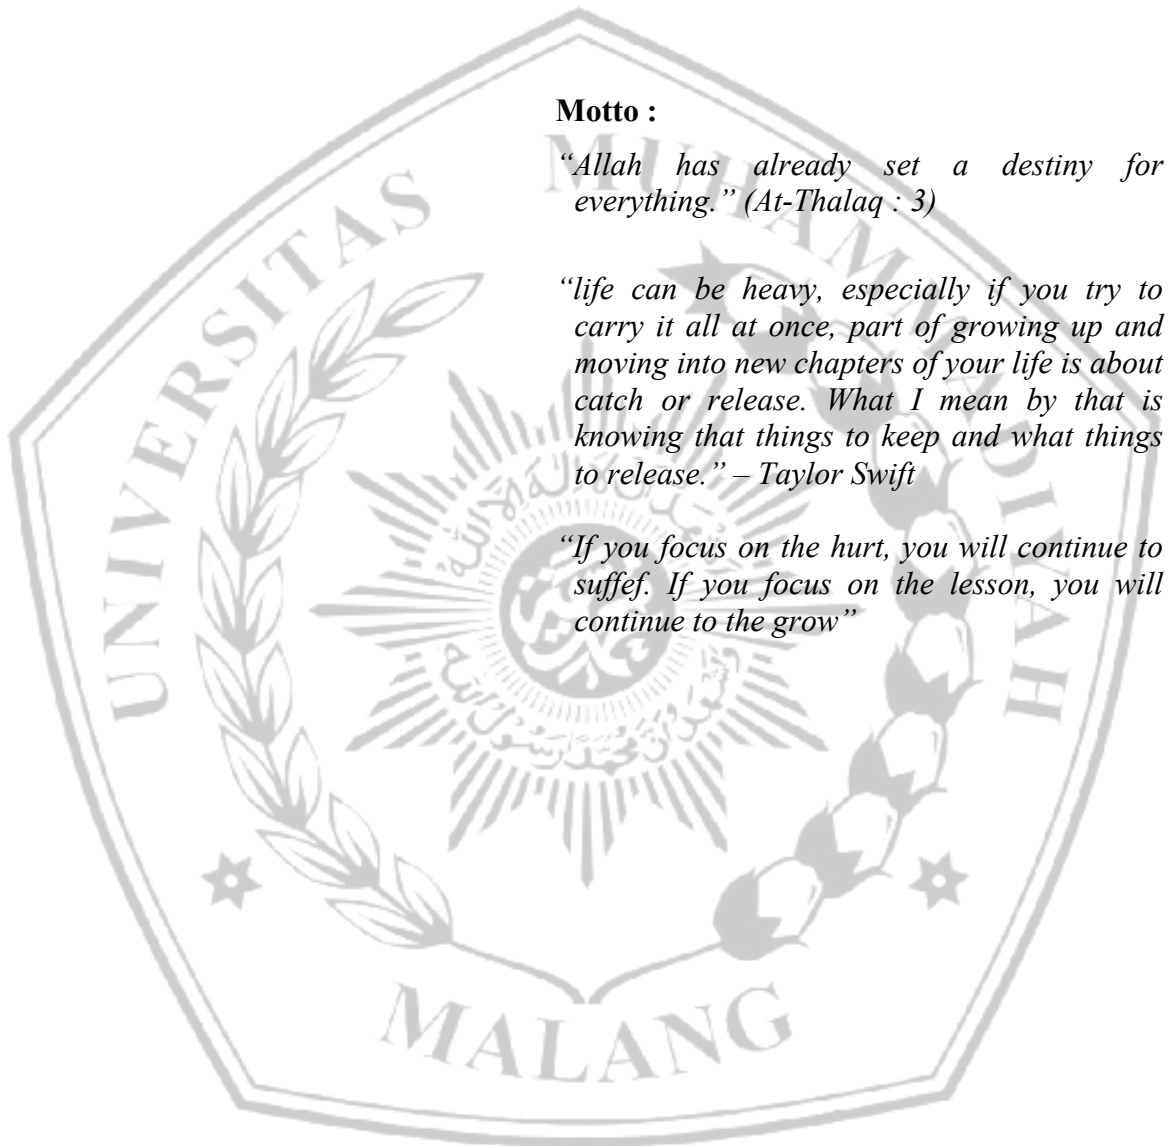 Motto :
“Allah has already set a destiny for
everything.” (At-Thalaq : 3)
“life can be heavy, especially if you try to
carry it all at once, part of growing up and
moving into new chapters of your life is about
catch or release. What I mean by that is
knowing that things to keep and what things
to release.” – Taylor Swift
“If you focus on the hurt, you will continue to
suffef. If you focus on the lesson, you will
continue to the grow”
UNIVERSITAS MUHAMMADIYAH
MALANG